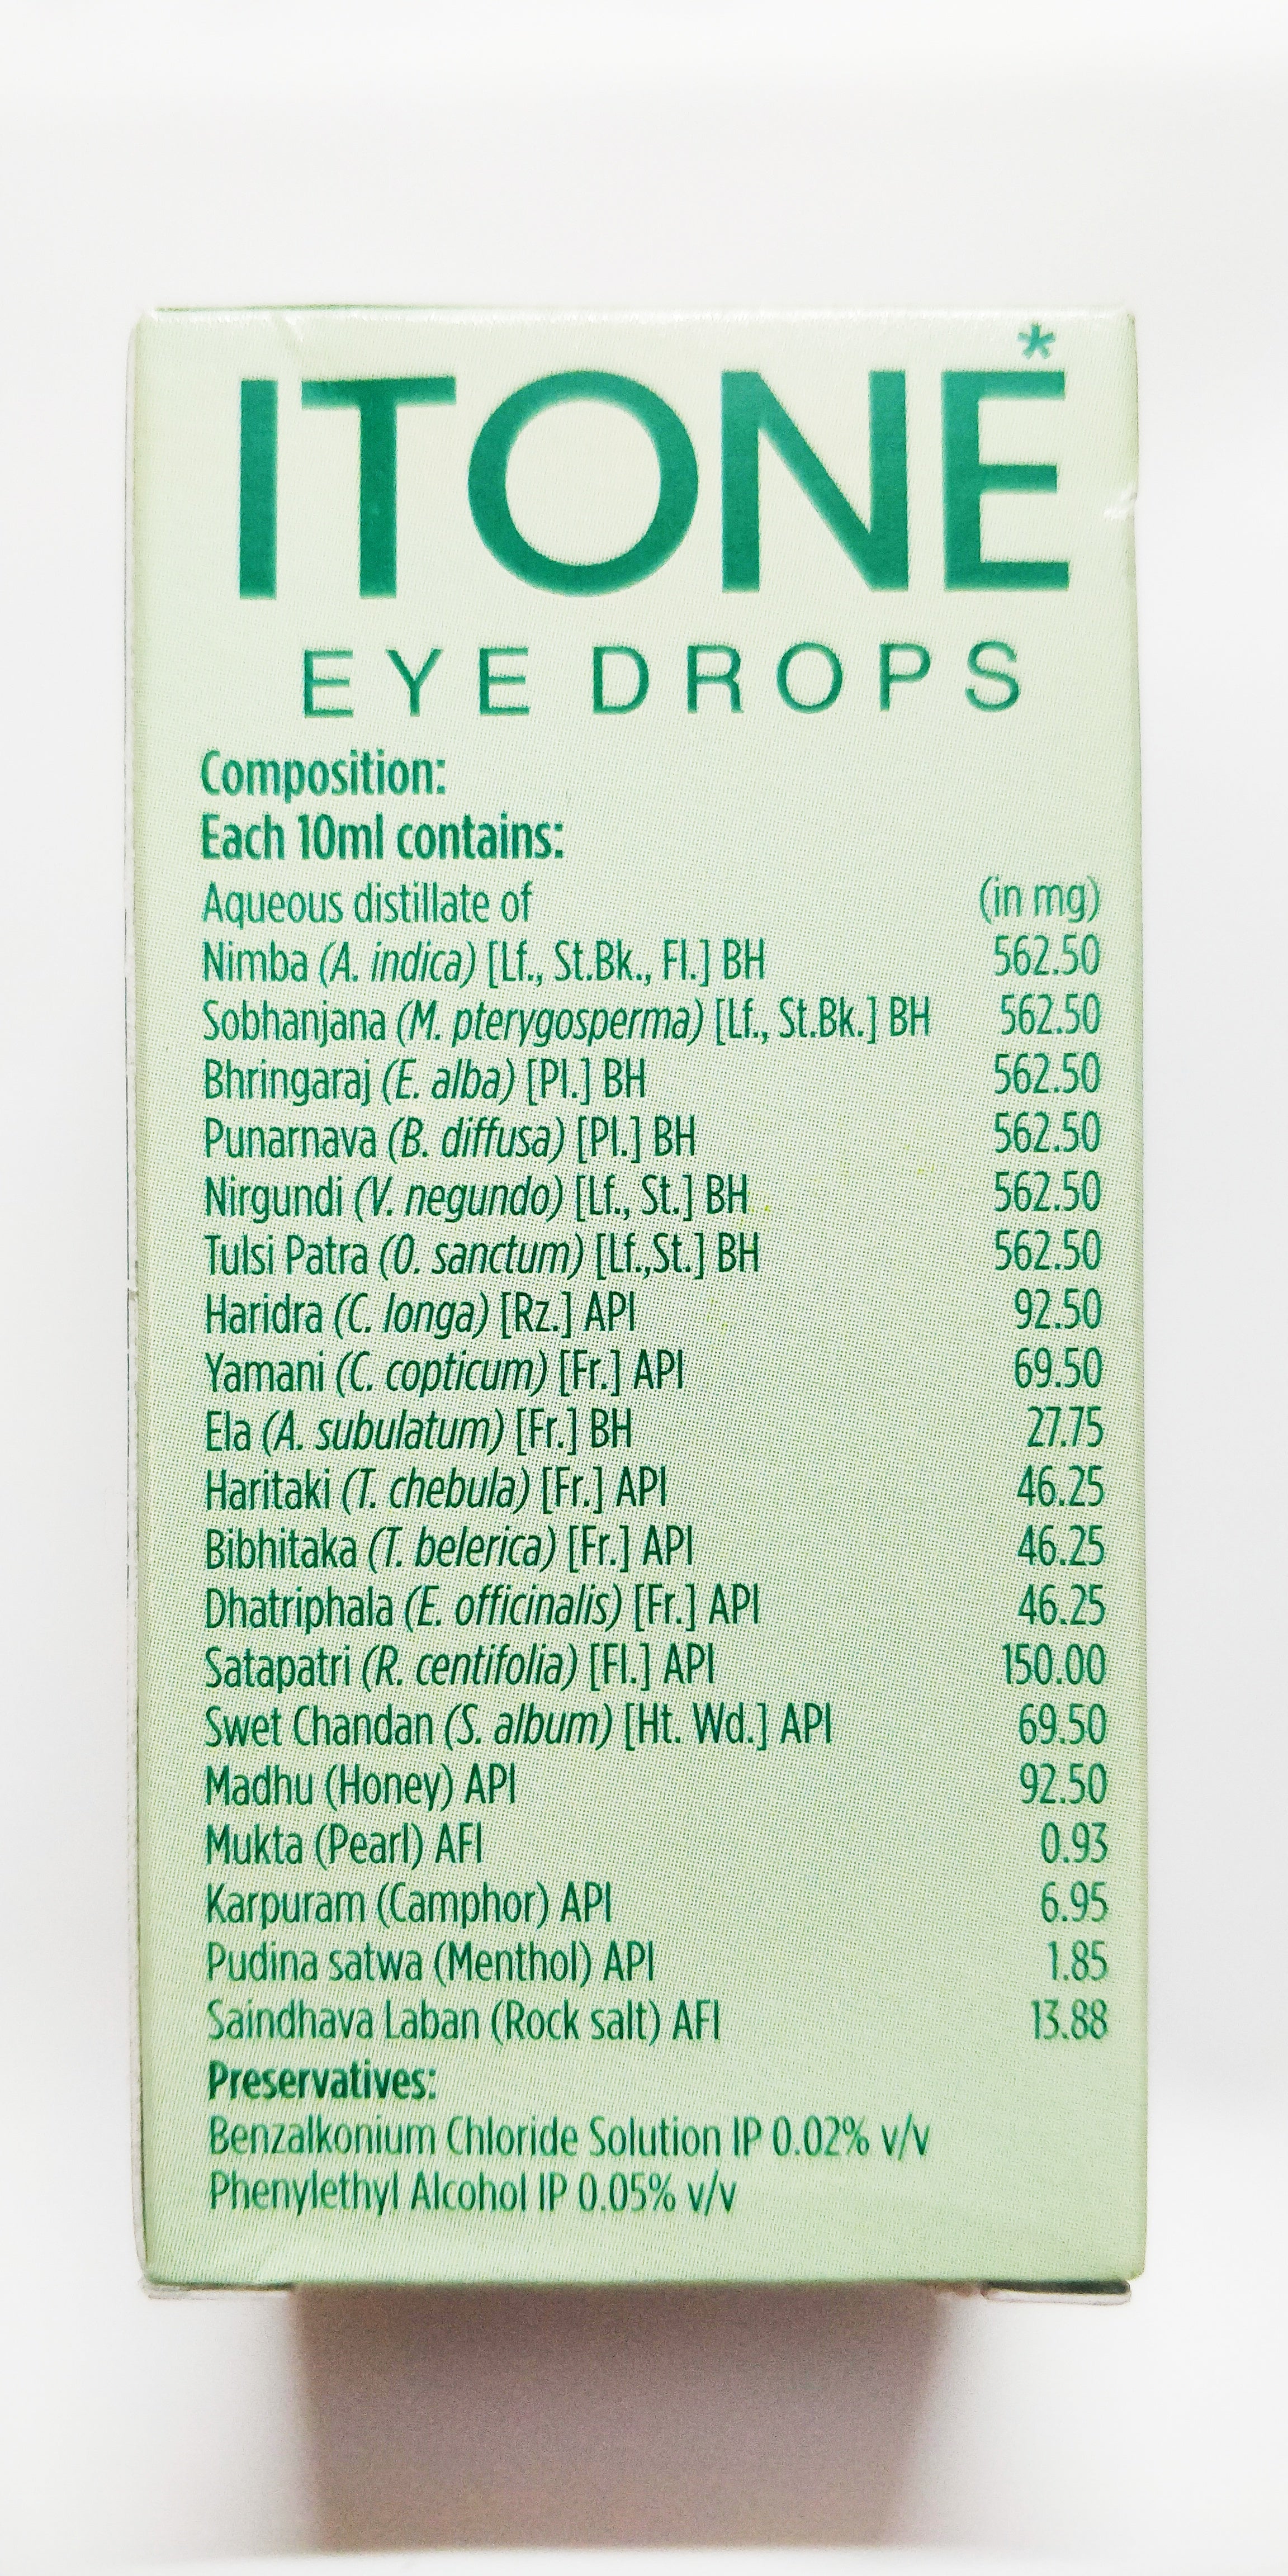 ITONE*
EYE DROPS
Composition:
Each 10ml contains:
Aqueous distillate of (in mg)
Nimba (A. indica) [Lf., St.Bk., Fl.] BH 562.50
Sobhanjana (M. pterygosperma) [Lf., St.Bk.] BH 562.50
Bhringaraj (E. alba) [Pl.] BH 562.50
Punarnava (B. diffusa) [Pl.] BH 562.50
Nirgundi (V. negundo) [Lf., St.] BH 562.50
Tulsi Patra (O. sanctum) [Lf.,St.] BH 562.50
Haridra (C. longa) [Rz.] API 92.50
Yamani (C. copticum) [Fr.] API 69.50
Ela (A. subulatum) [Fr.] BH 27.75
Haritaki (T. chebula) [Fr.] API 46.25
Bibhitaka (T. belerica) [Fr.] API 46.25
Dhatriphala (E. officinalis) [Fr.] API 46.25
Satapatri (R. centifolia) [Fl.] API 150.00
Swet Chandan (S. album) [Ht. Wd.] API 69.50
Madhu (Honey) API 92.50
Mukta (Pearl) AFI 0.93
Karpuram (Camphor) API 6.95
Pudina satwa (Menthol) API 1.85
Saindhava Laban (Rock salt) AFI 13.88
Preservatives:
Benzalkonium Chloride Solution IP 0.02% v/v
Phenylethyl Alcohol IP 0.05% v/v